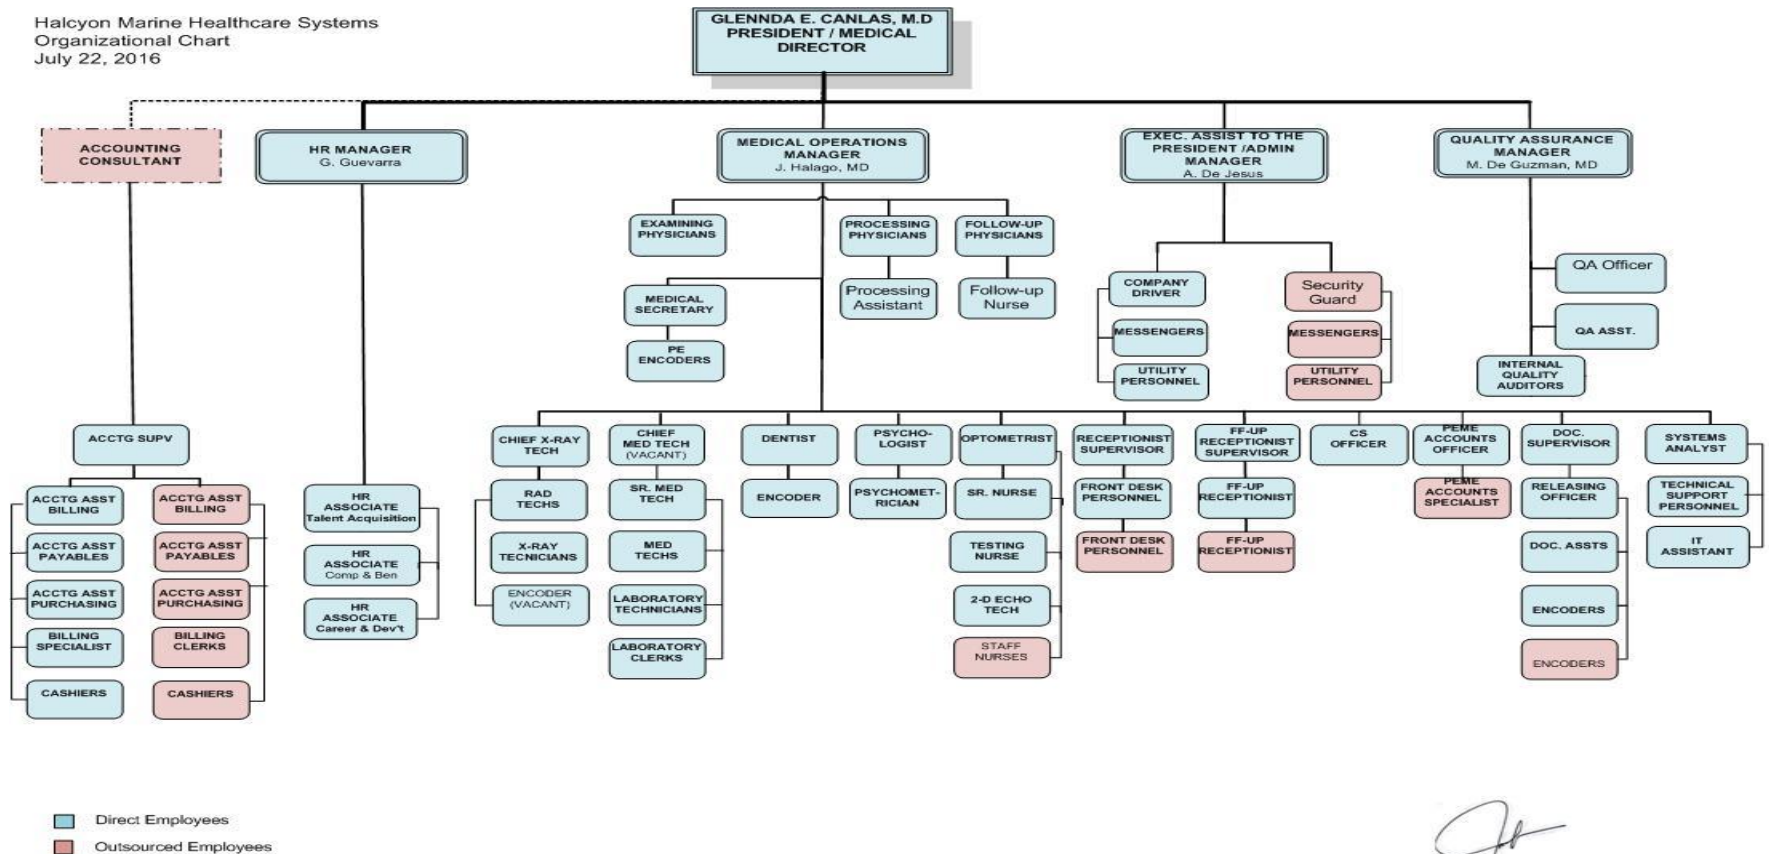 Halcyon Marine Healthcare Systems
Organizational Chart
July 22, 2016
GLENNDA E. CANLAS, M.D
PRESIDENT / MEDICAL
DIRECTOR
ACCOUNTING
CONSULTANT
HR MANAGER
G. Guevarra
MEDICAL OPERATIONS
MANAGER
J. Halago, MD
EXEC. ASSIST TO THE
PRESIDENT /ADMIN
MANAGER
A. De Jesus
QUALITY ASSURANCE
MANAGER
M. De Guzman, MD
EXAMINING
PHYSICIANS
PROCESSING
PHYSICIANS
FOLLOW-UP
PHYSICIANS
MEDICAL
SECRETARY
Processing
Assistant
Follow-up
Nurse
PE
ENCODERS
COMPANY
DRIVER
MESSENGERS
UTILITY
PERSONNEL
Security
Guard
MESSENGERS
UTILITY
PERSONNEL
QA Officer
QA ASST.
INTERNAL
QUALITY
AUDITORS
ACCTG SUPV
ACCTG ASST
BILLING
ACCTG ASST
PAYABLES
ACCTG ASST
PURCHASING
BILLING
SPECIALIST
CASHIERS
ACCTG ASST
BILLING
ACCTG ASST
PAYABLES
ACCTG ASST
PURCHASING
BILLING
CLERKS
CASHIERS
HR
ASSOCIATE
Talent Acquisition
HR
ASSOCIATE
Comp & Ben
HR
ASSOCIATE
Career & Dev't
CHIEF X-RAY
TECH
RAD
TECHS
X-RAY
TECNICIANS
ENCODER
(VACANT)
CHIEF
MED TECH
(VACANT)
SR. MED
TECH
MED
TECHS
LABORATORY
TECHNICIANS
LABORATORY
CLERKS
DENTIST
ENCODER
PSYCHO-
LOGIST
PSYCHOMET-
RICIAN
OPTOMETRIST
SR. NURSE
TESTING
NURSE
2-D ECHO
TECH
STAFF
NURSES
RECEPTIONIST
SUPERVISOR
FRONT DESK
PERSONNEL
FRONT DESK
PERSONNEL
FF-UP
RECEPTIONIST
SUPERVISOR
FF-UP
RECEPTIONIST
FF-UP
RECEPTIONIST
CS
OFFICER
PEME
ACCOUNTS
OFFICER
PEME
ACCOUNTS
SPECIALIST
DOC.
SUPERVISOR
RELEASING
OFFICER
DOC. ASSTS
ENCODERS
ENCODERS
SYSTEMS
ANALYST
TECHNICAL
SUPPORT
PERSONNEL
IT
ASSISTANT
Direct Employees
Outsourced Employees